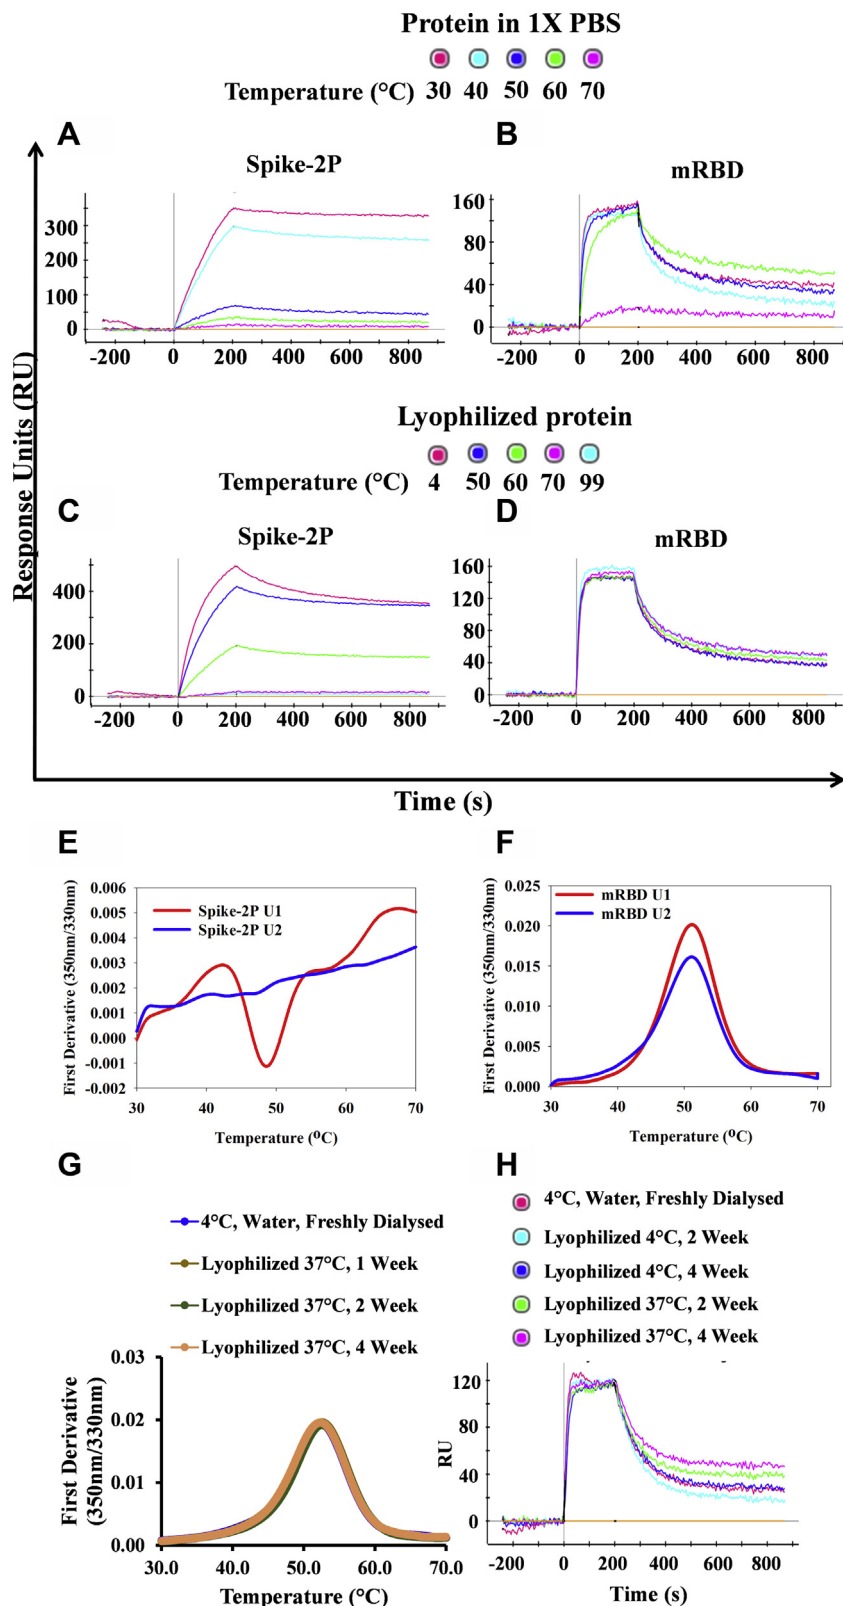 Protein in 1X PBS
Temperature (°C) 30 40 50 60 70
A
B
Spike-2P
mRBD
300
200
100
0
-200 0 200 400 600 800
160
120
80
40
0
-200 0 200 400 600 800
Response Units (RU)
Lyophilized protein
Temperature (°C) 4 50 60 70 99
C
D
Spike-2P
mRBD
400
200
0
-200 0 200 400 600 800
160
120
80
40
0
-200 0 200 400 600 800
Time (s)
E
F
First Derivative (350nm/330nm)
0.006
0.005
0.004
0.003
0.002
0.001
0.000
-0.001
-0.002
Spike-2P U1
Spike-2P U2
30 40 50 60 70
Temperature (⁰C)
First Derivative (350nm/330nm)
0.025
0.020
0.015
0.010
0.005
0.000
mRBD U1
mRBD U2
30 40 50 60 70
Temperature (⁰C)
G
4°C, Water, Freshly Dialysed
Lyophilized 37°C, 1 Week
Lyophilized 37°C, 2 Week
Lyophilized 37°C, 4 Week
First Derivative
(350nm/330nm)
0.03
0.02
0.01
0.00
30.0 40.0 50.0 60.0 70.0
Temperature (°C)
H
4°C, Water, Freshly Dialysed
Lyophilized 4°C, 2 Week
Lyophilized 4°C, 4 Week
Lyophilized 37°C, 2 Week
Lyophilized 37°C, 4 Week
RU
120
80
40
0
-200 0 200 400 600 800
Time (s)